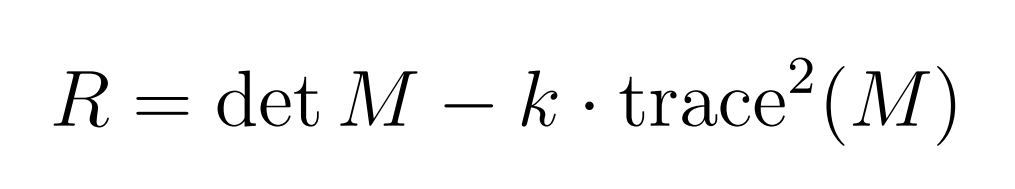 R = det M − k · trace²(M)